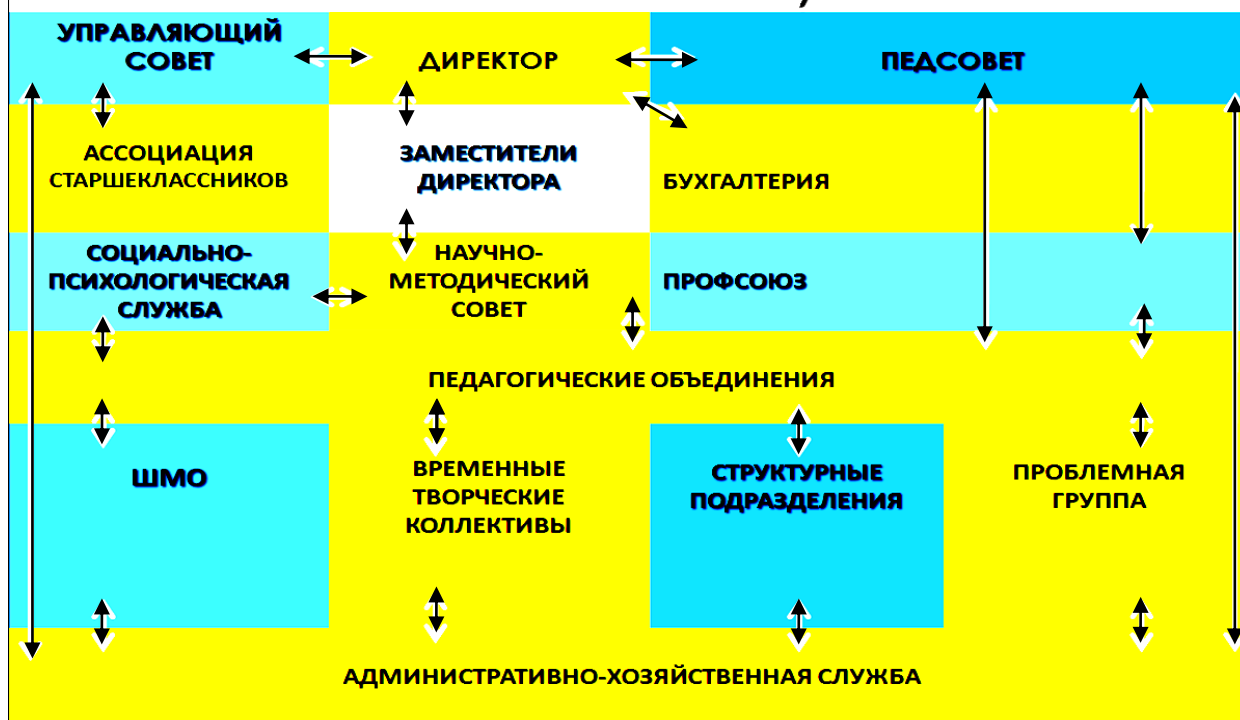 УПРАВЛЯЮЩИЙ
СОВЕТ
ДИРЕКТОР
ПЕДСОВЕТ
АССОЦИАЦИЯ
СТАРШЕКЛАССНИКОВ
ЗАМЕСТИТЕЛИ
ДИРЕКТОРА
БУХГАЛТЕРИЯ
СОЦИАЛЬНО-
ПСИХОЛОГИЧЕСКАЯ
СЛУЖБА
НАУЧНО-
МЕТОДИЧЕСКИЙ
СОВЕТ
ПРОФСОЮЗ
ПЕДАГОГИЧЕСКИЕ ОБЪЕДИНЕНИЯ
ШМО
ВРЕМЕННЫЕ
ТВОРЧЕСКИЕ
КОЛЛЕКТИВЫ
СТРУКТУРНЫЕ
ПОДРАЗДЕЛЕНИЯ
ПРОБЛЕМНАЯ
ГРУППА
АДМИНИСТРАТИВНО-ХОЗЯЙСТВЕННАЯ СЛУЖБА